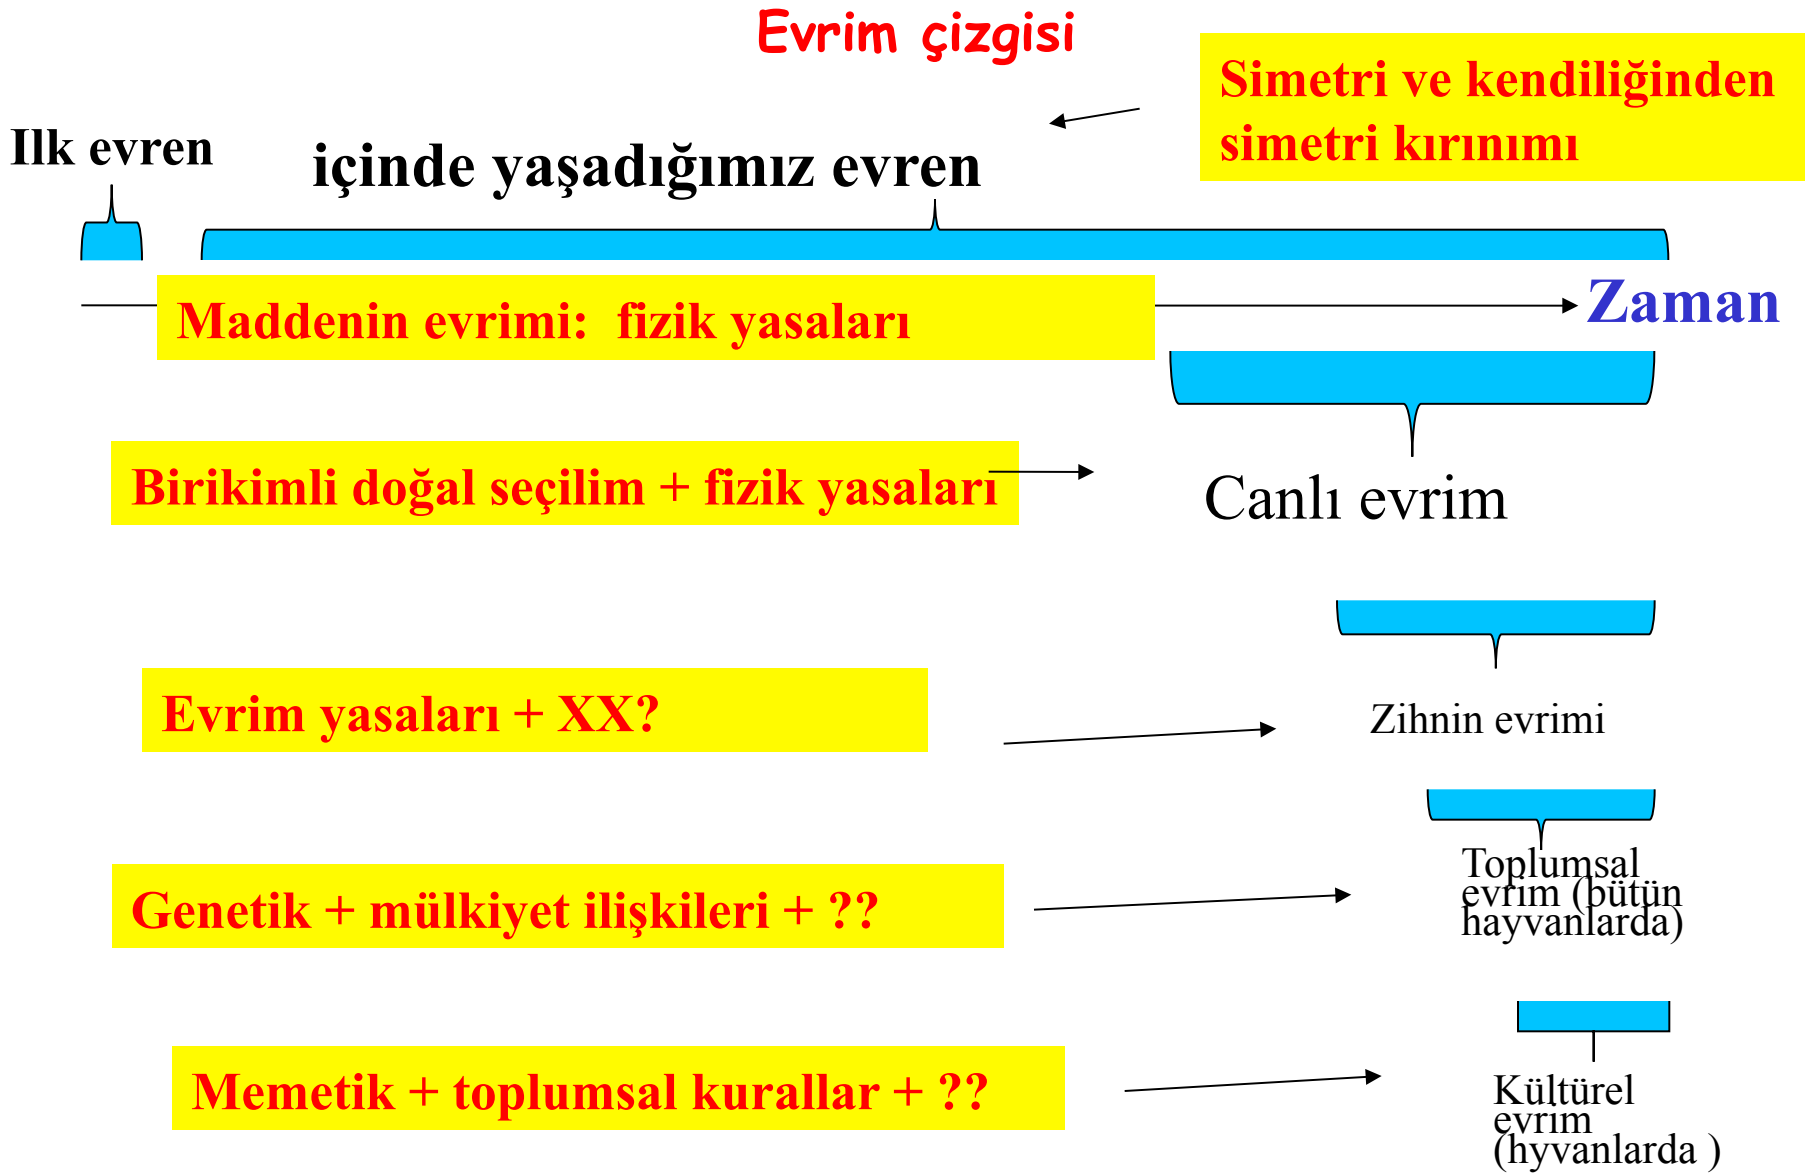 Evrim çizgisi
Simetri ve kendiliğinden
simetri kırınımı
Ilk evren
içinde yaşadığımız evren
Maddenin evrimi: fizik yasaları
Zaman
Birikimli doğal seçilim + fizik yasaları
Canlı evrim
Evrim yasaları + XX?
Zihnin evrimi
Genetik + mülkiyet ilişkileri + ??
Toplumsal
evrim (bütün
hayvanlarda)
Memetik + toplumsal kurallar + ??
Kültürel
evrim
(hyvanlarda )